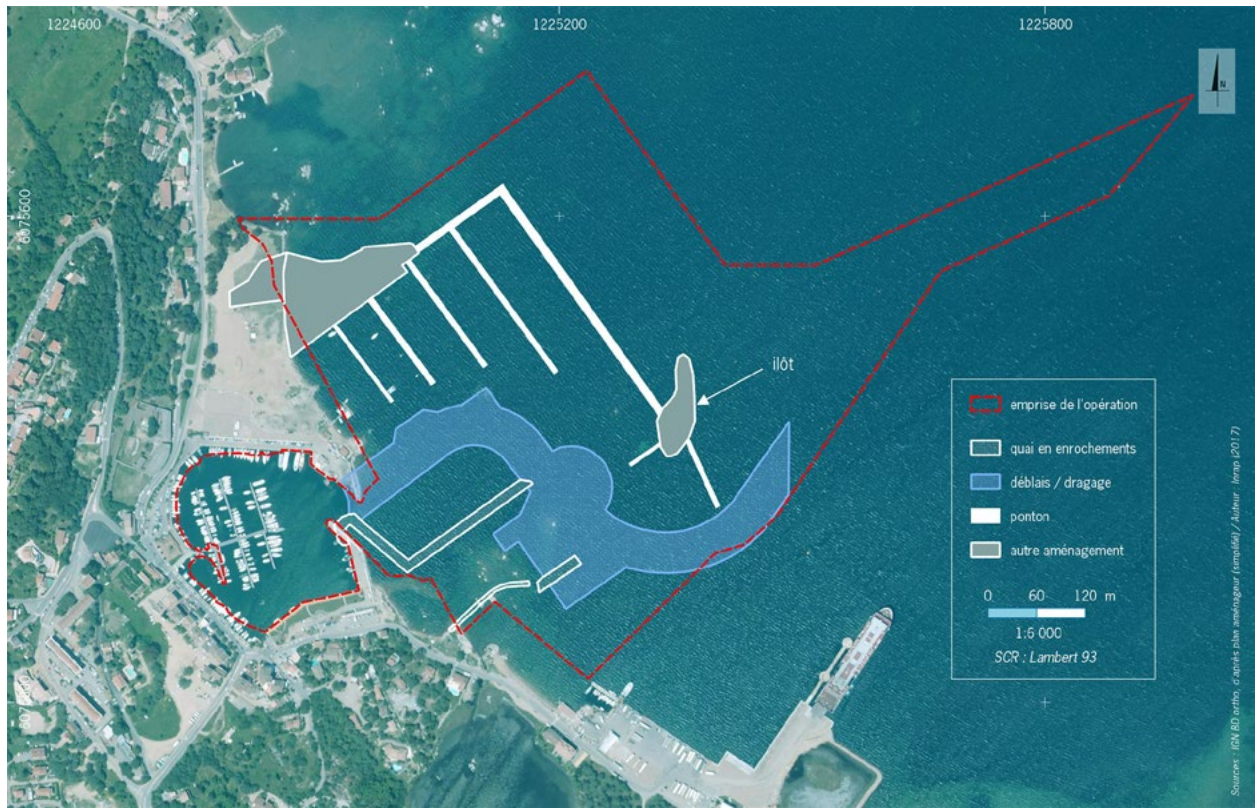 1224600
1225200
1225800
N
6075600
ilôt
emprise de l'opération
quai en enrochements
déblais / dragage
ponton
autre aménagement
0 60 120 m
1:6 000
SCR : Lambert 93
Sources : IGN BD ortho, d'après plan aménageur (simplifié) / Auteur : Inrap (2017)